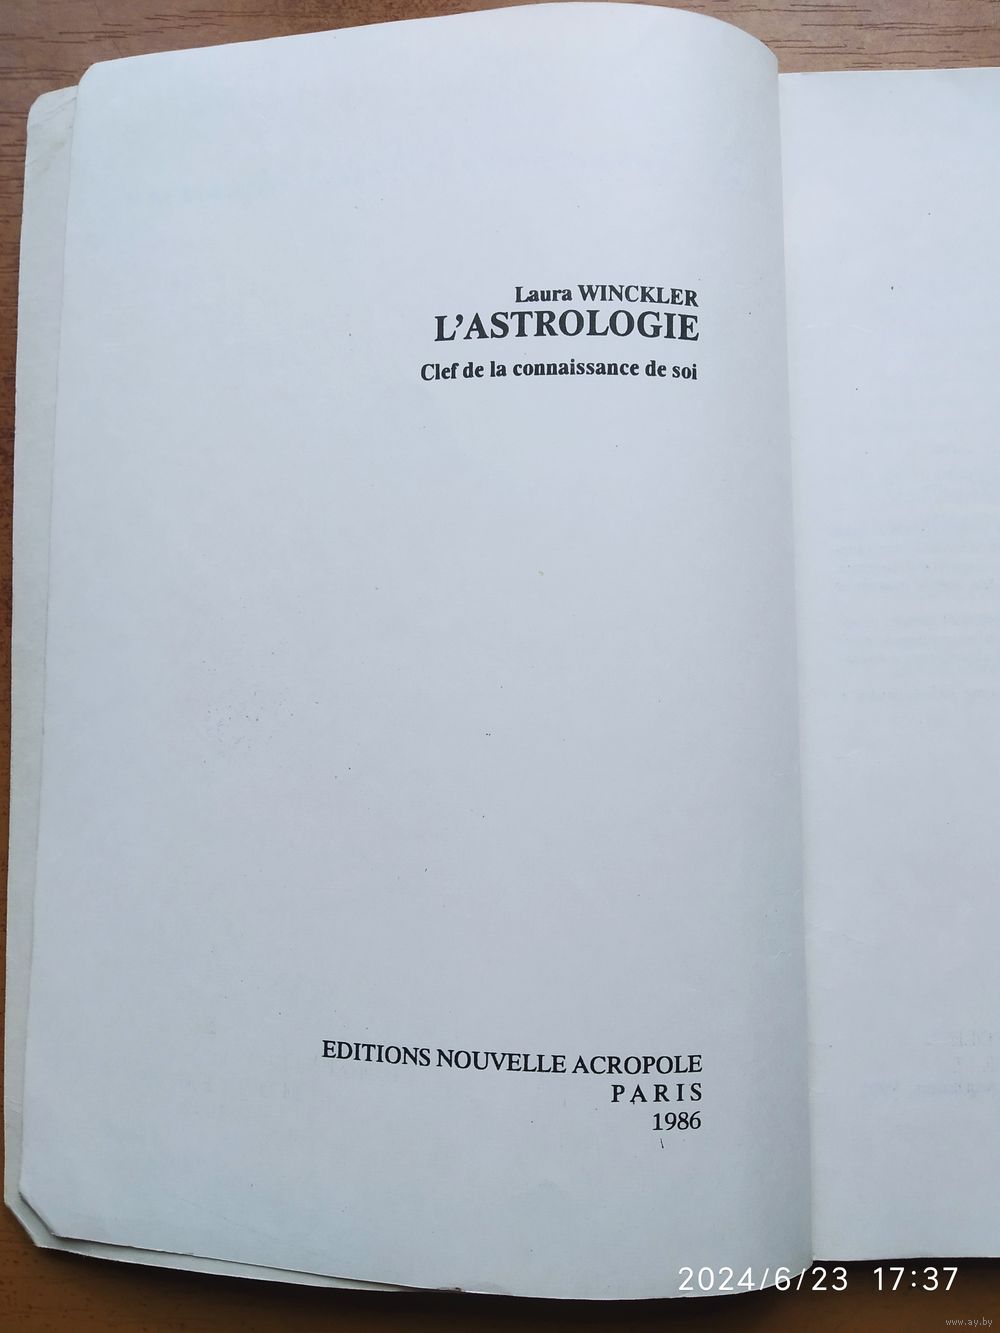 Laura WINCKLER
L'ASTROLOGIE
Clef de la connaissance de soi
EDITIONS NOUVELLE ACROPOLE
PARIS
1986
2024/6/23 17:37
www.ay.by